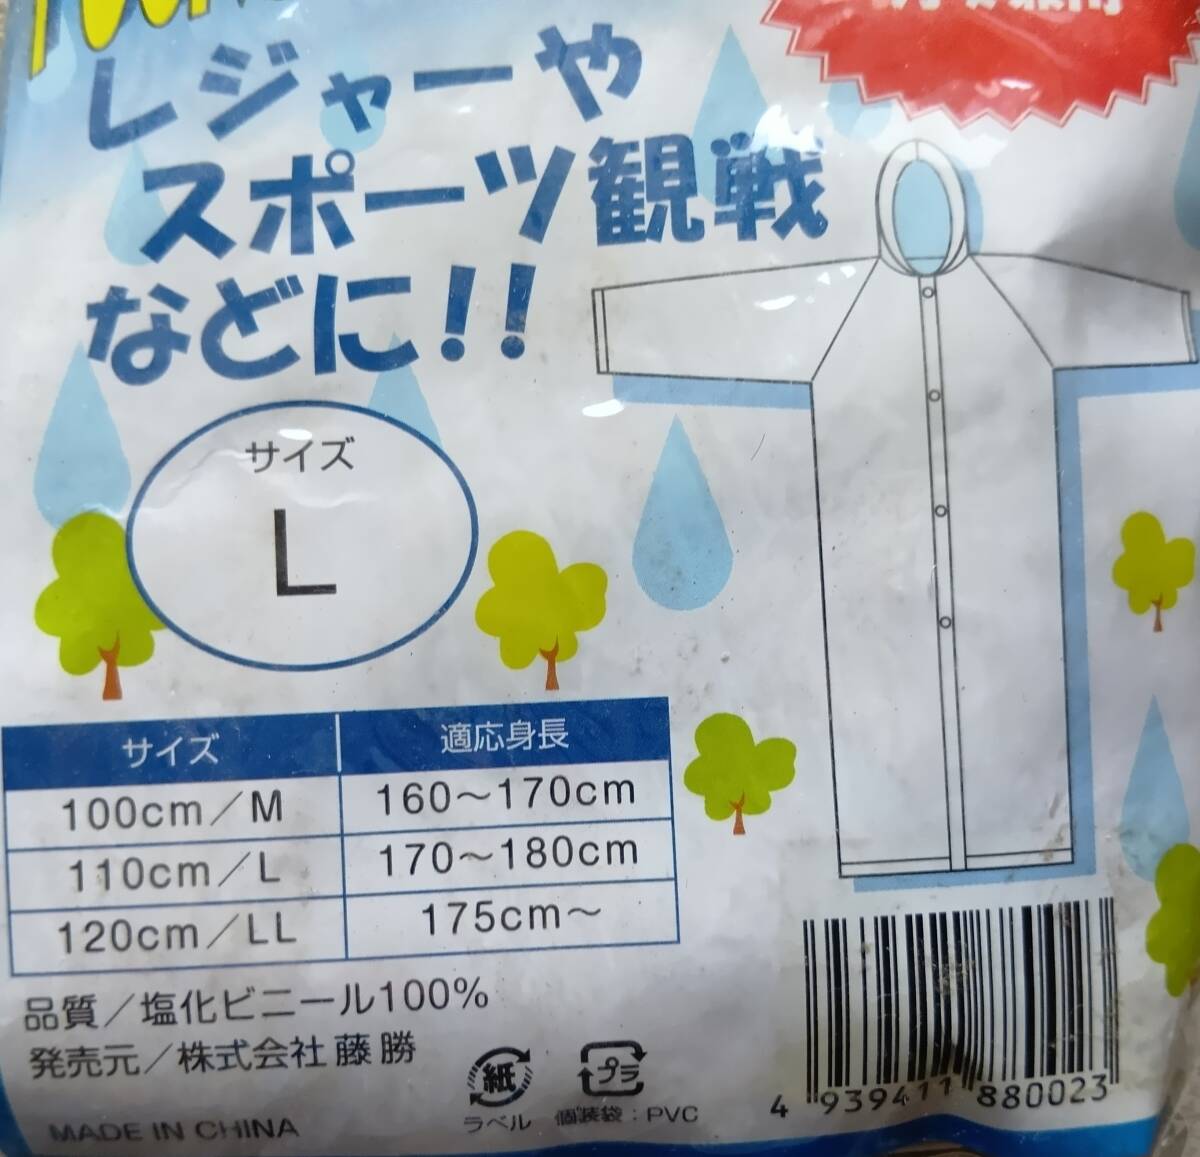 レジャーや
スポーツ観戦
などに!!
サイズ
L
サイズ 適応身長
100cm／M 160～170cm
110cm／L 170～180cm
120cm／LL 175cm～
品質／塩化ビニール100%
発売元／株式会社 藤勝
紙
ラベル
プラ
個装袋：PVC
MADE IN CHINA
4 939411 880023